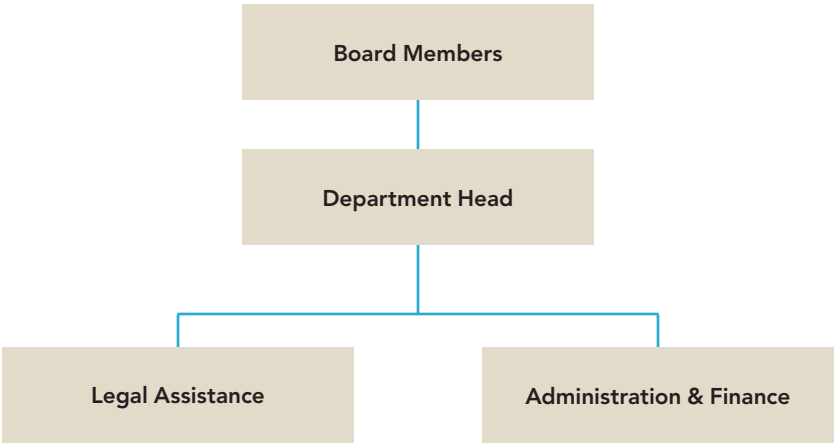 Board Members
Department Head
Legal Assistance
Administration & Finance